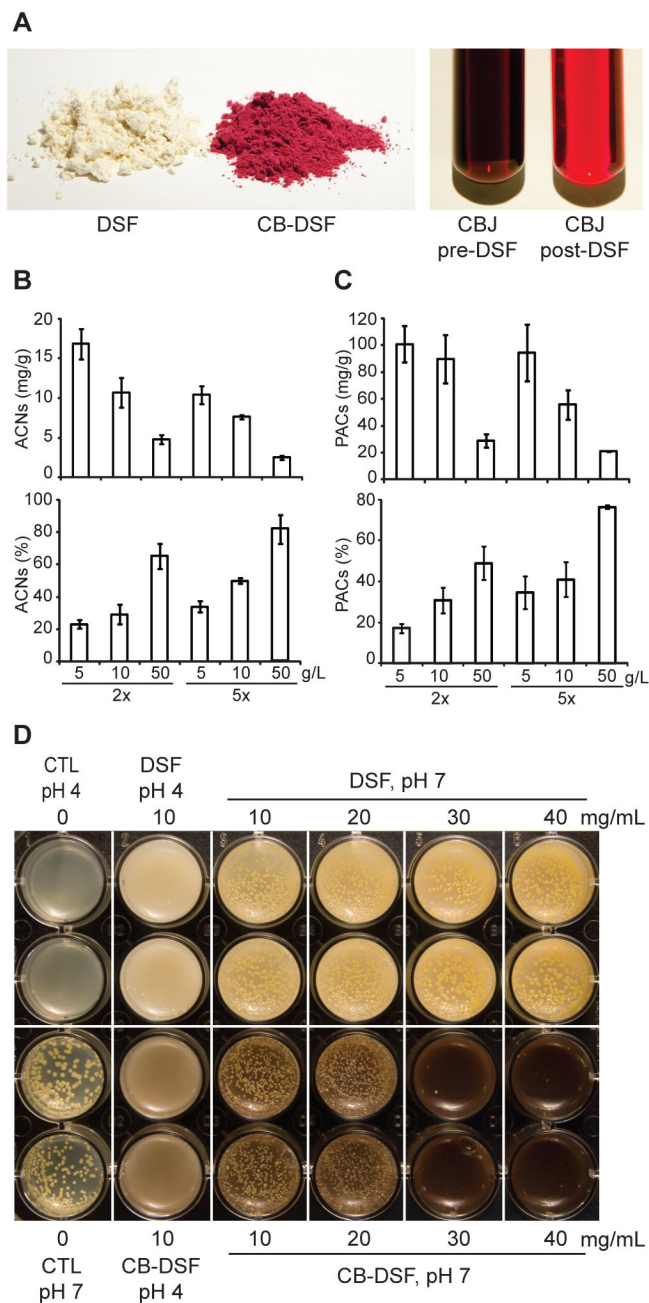 A
DSF
CB-DSF
CBJ
pre-DSF
CBJ
post-DSF
B
ACNs (mg/g)
20
15
10
5
0
ACNs (%)
100
80
60
40
20
0
5 10 50 5 10 50 g/L
2x 5x
C
PACs (mg/g)
120
100
80
60
40
20
0
PACs (%)
80
60
40
20
0
5 10 50 5 10 50 g/L
2x 5x
D
CTL
pH 4
DSF
pH 4
DSF, pH 7
0 10 10 20 30 40 mg/mL
0 10 10 20 30 40 mg/mL
CTL
pH 7
CB-DSF
pH 4
CB-DSF, pH 7